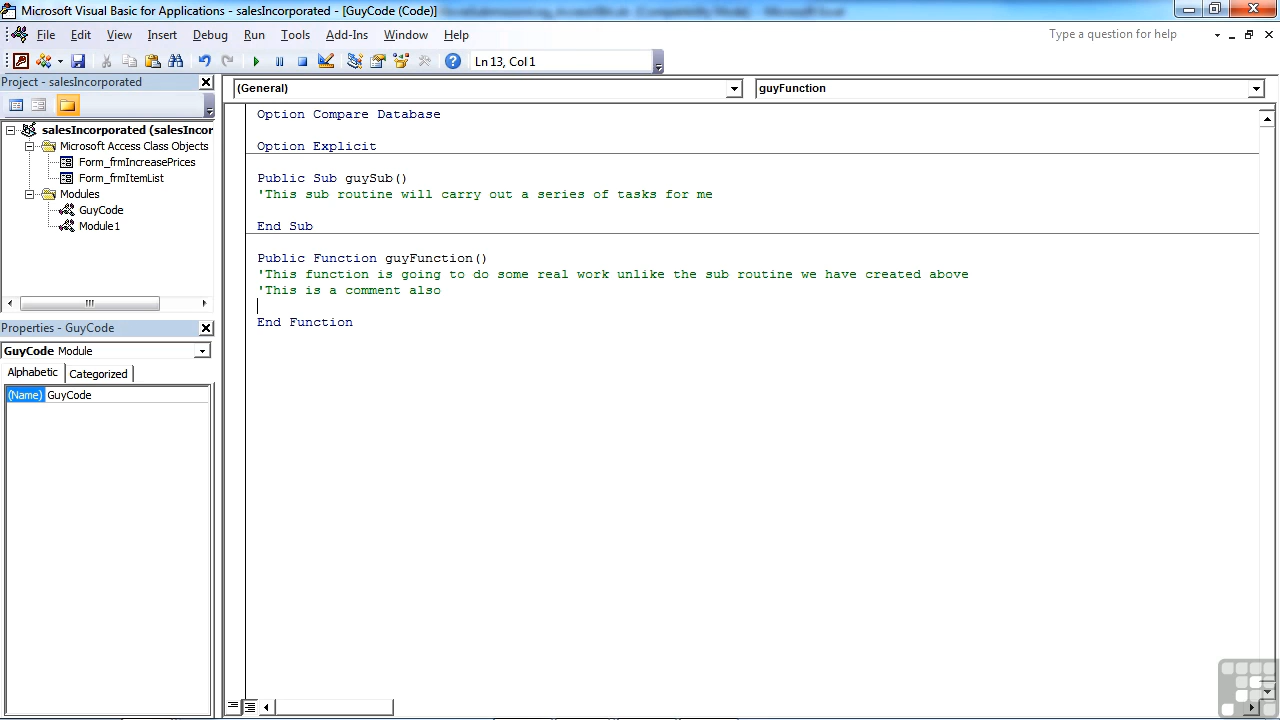 Microsoft Visual Basic for Applications - salesIncorporated - [GuyCode (Code)]
File Edit View Insert Debug Run Tools Add-Ins Window Help Type a question for help
Ln 13, Col 1
Project - salesIncorporated
(General) guyFunction
salesIncorporated (salesIncor
Microsoft Access Class Objects
Form_frmIncreasePrices
Form_frmItemList
Modules
GuyCode
Module1
Properties - GuyCode
GuyCode Module
Alphabetic Categorized
(Name) GuyCode
Option Compare Database
Option Explicit
Public Sub guySub()
'This sub routine will carry out a series of tasks for me
End Sub
Public Function guyFunction()
'This function is going to do some real work unlike the sub routine we have created above
'This is a comment also
End Function